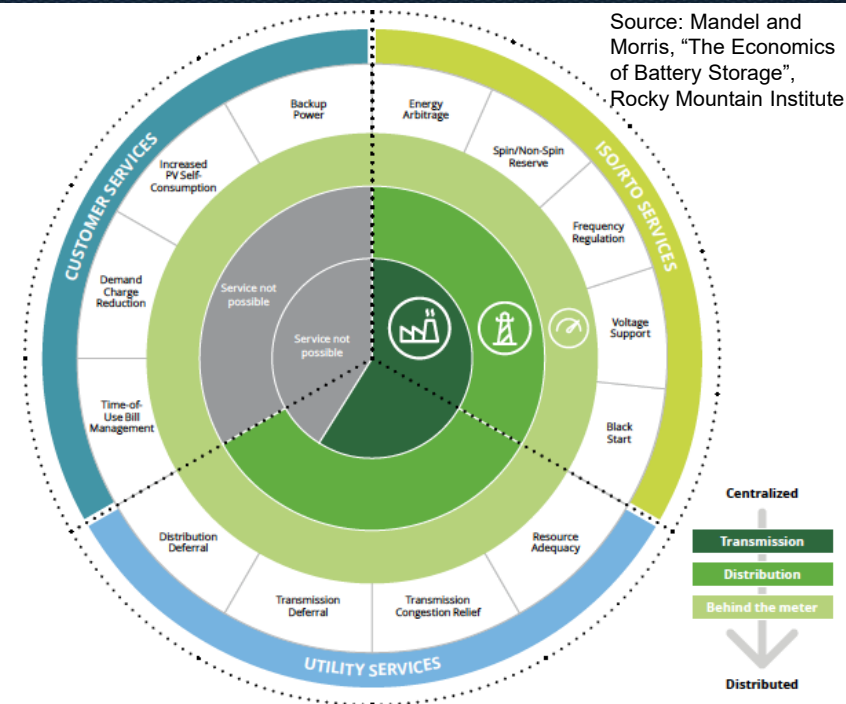 Source: Mandel and
Morris, “The Economics
of Battery Storage”,
Rocky Mountain Institute
CUSTOMER SERVICES
ISO/RTO SERVICES
UTILITY SERVICES
Backup
Power
Energy
Arbitrage
Increased
PV Self-
Consumption
Spin/Non-Spin
Reserve
Frequency
Regulation
Demand
Charge
Reduction
Service not
possible
Service not
possible
Voltage
Support
Time-of-
Use Bill
Management
Black
Start
Distribution
Deferral
Resource
Adequacy
Transmission
Deferral
Transmission
Congestion Relief
Centralized
Transmission
Distribution
Behind the meter
Distributed